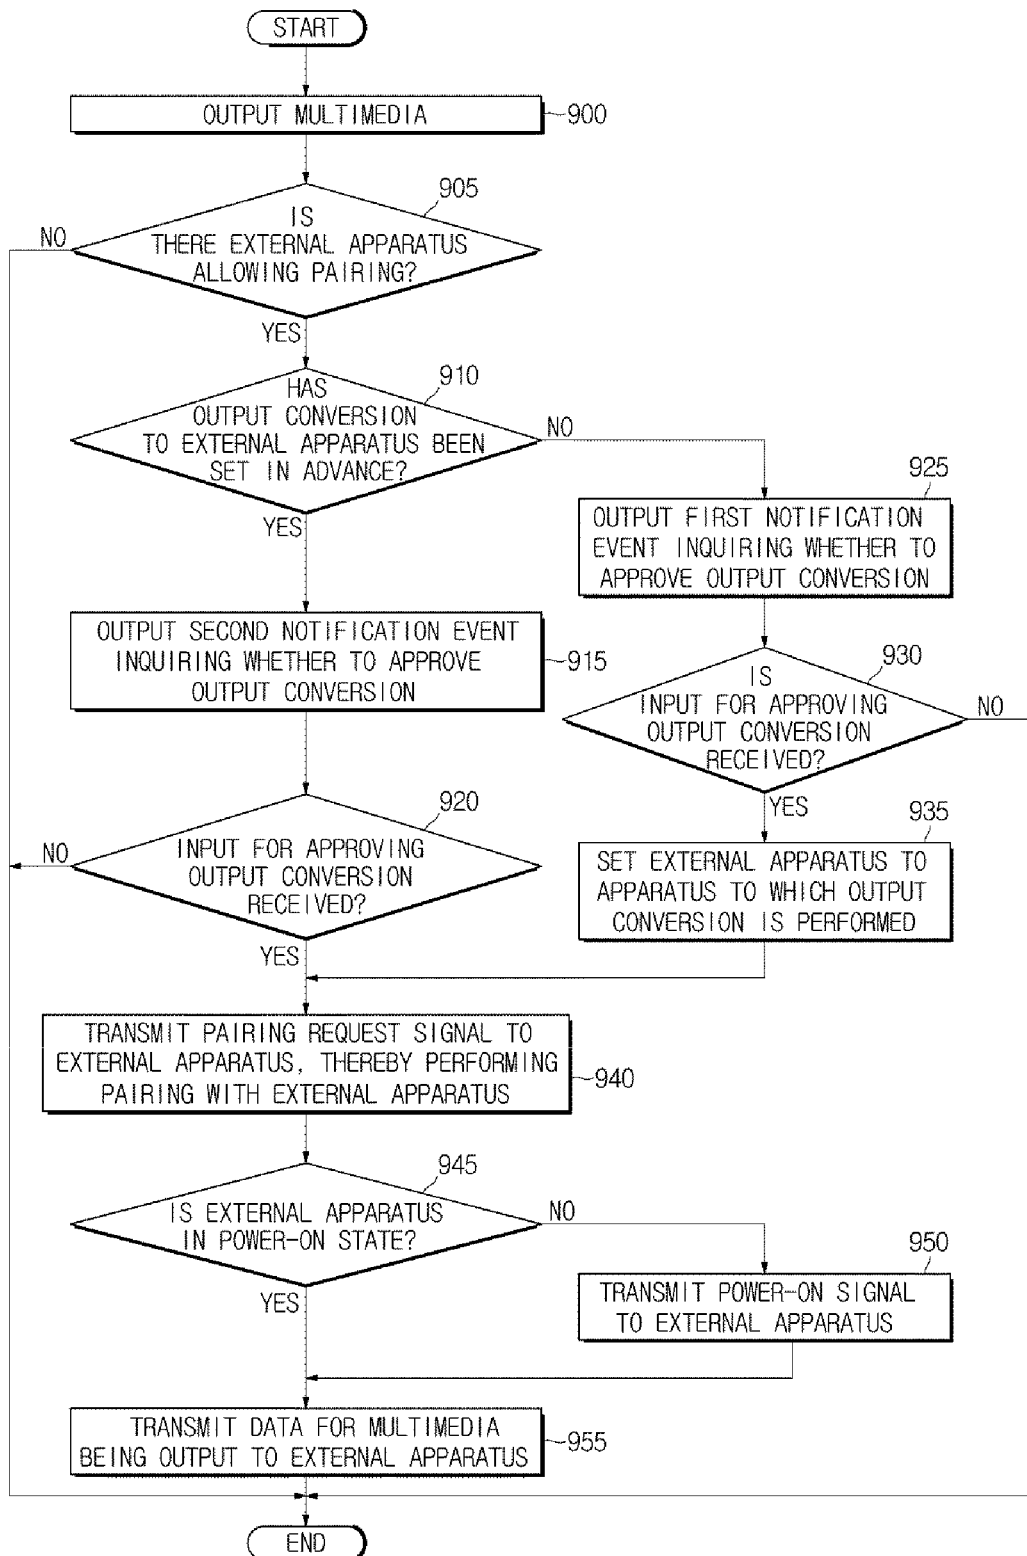 START
OUTPUT MULTIMEDIA
900
905
IS
THERE EXTERNAL APPARATUS
ALLOWING PAIRING?
NO
YES
910
HAS
OUTPUT CONVERSION
TO EXTERNAL APPARATUS BEEN
SET IN ADVANCE?
NO
YES
925
OUTPUT FIRST NOTIFICATION
EVENT INQUIRING WHETHER TO
APPROVE OUTPUT CONVERSION
OUTPUT SECOND NOTIFICATION EVENT
INQUIRING WHETHER TO APPROVE
OUTPUT CONVERSION
915
930
IS
INPUT FOR APPROVING
OUTPUT CONVERSION
RECEIVED?
NO
YES
920
INPUT FOR APPROVING
OUTPUT CONVERSION
RECEIVED?
NO
YES
935
SET EXTERNAL APPARATUS TO
APPARATUS TO WHICH OUTPUT
CONVERSION IS PERFORMED
TRANSMIT PAIRING REQUEST SIGNAL TO
EXTERNAL APPARATUS, THEREBY PERFORMING
PAIRING WITH EXTERNAL APPARATUS
940
945
IS EXTERNAL APPARATUS
IN POWER-ON STATE?
NO
YES
950
TRANSMIT POWER-ON SIGNAL
TO EXTERNAL APPARATUS
TRANSMIT DATA FOR MULTIMEDIA
BEING OUTPUT TO EXTERNAL APPARATUS
955
END